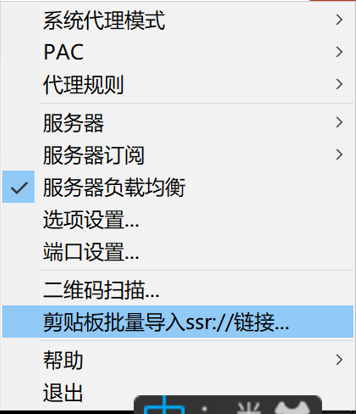 系统代理模式
PAC
代理规则
服务器
服务器订阅
服务器负载均衡
选项设置...
端口设置...
二维码扫描...
剪贴板批量导入ssr://链接...
帮助
退出
中